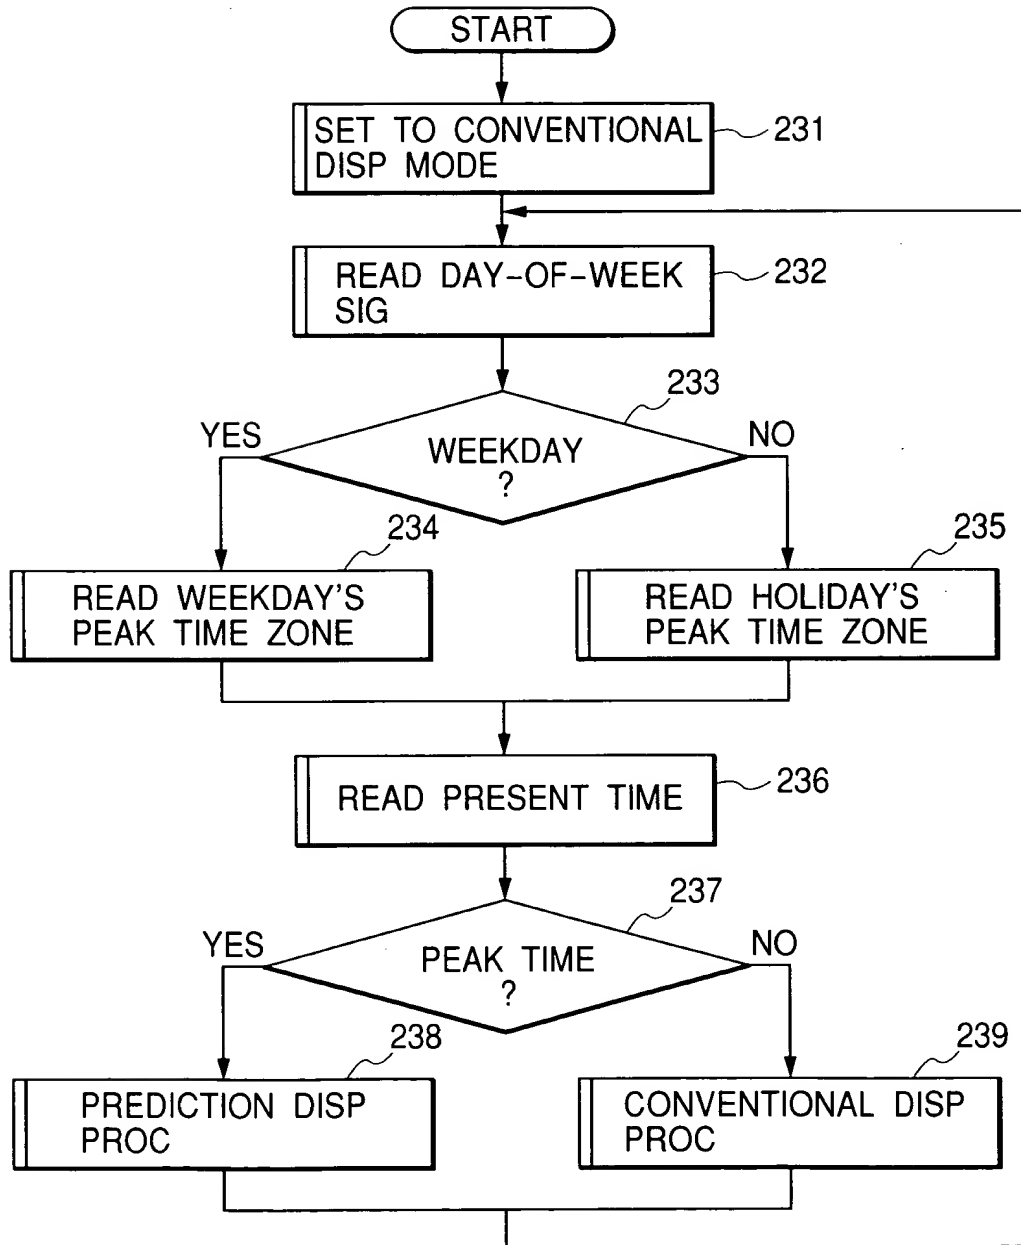 START
SET TO CONVENTIONAL
DISP MODE
231
READ DAY-OF-WEEK
SIG
232
233
YES
WEEKDAY
?
NO
234
READ WEEKDAY'S
PEAK TIME ZONE
235
READ HOLIDAY'S
PEAK TIME ZONE
READ PRESENT TIME
236
237
YES
PEAK TIME
?
NO
238
PREDICTION DISP
PROC
239
CONVENTIONAL DISP
PROC